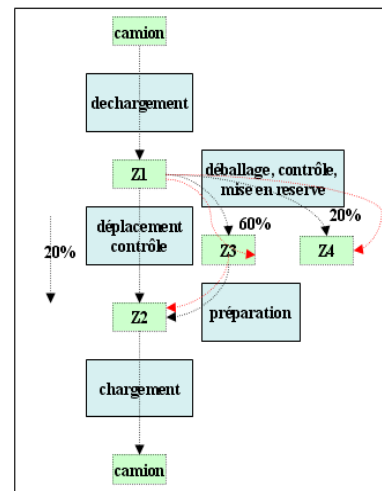 camion
dechargement
Z1
déballage, contrôle,
mise en reserve
déplacement
contrôle
20%
60%
20%
Z3
Z4
Z2
préparation
chargement
camion